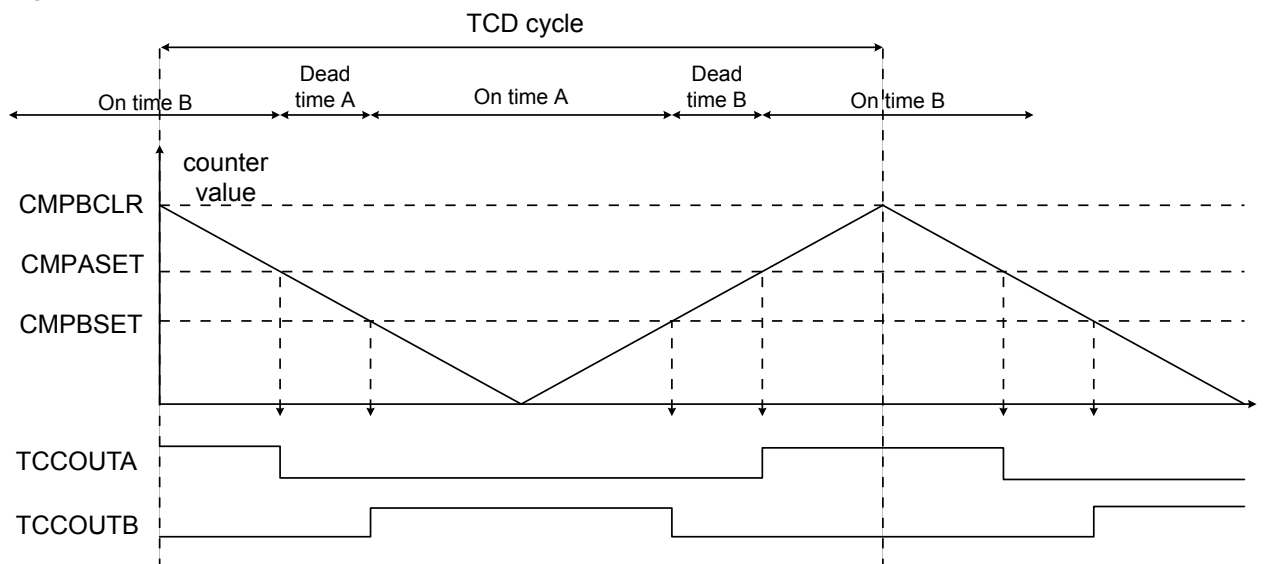 TCD cycle
Dead
time A
Dead
time B
On time B
On time A
On time B
counter
value
CMPBCLR
CMPASET
CMPBSET
TCCOUTA
TCCOUTB